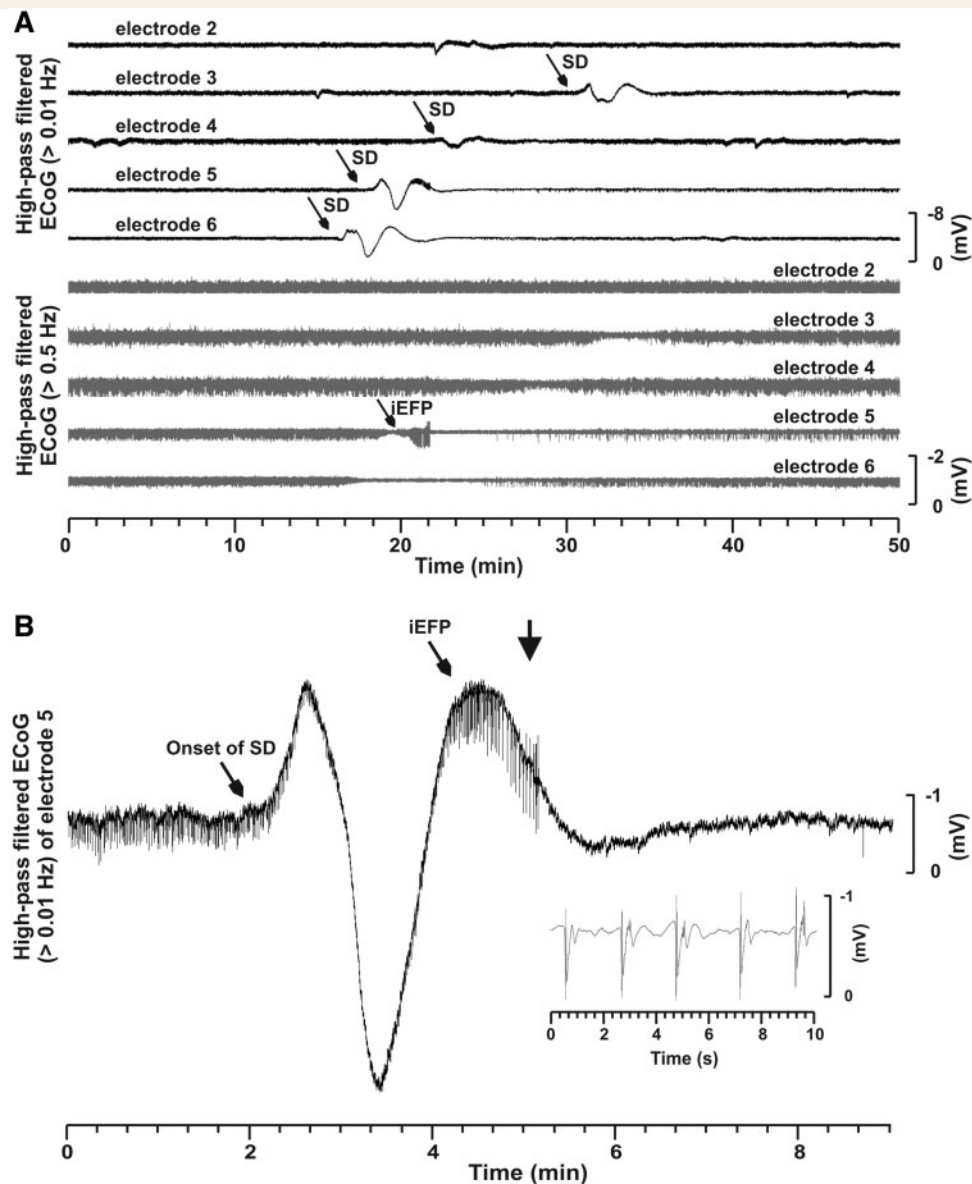 A
High-pass filtered
ECoG (> 0.01 Hz)
electrode 2
electrode 3
SD
electrode 4
SD
electrode 5
SD
electrode 6
SD
-8
0
(mV)
High-pass filtered
ECoG (> 0.5 Hz)
electrode 2
electrode 3
electrode 4
iEFP
electrode 5
electrode 6
-2
0
(mV)
0 10 20 30 40 50
Time (min)
B
High-pass filtered ECoG
(> 0.01 Hz) of electrode 5
iEFP
Onset of SD
-1
0
(mV)
-1
0
(mV)
0 2 4 6 8 10
Time (s)
0 2 4 6 8
Time (min)